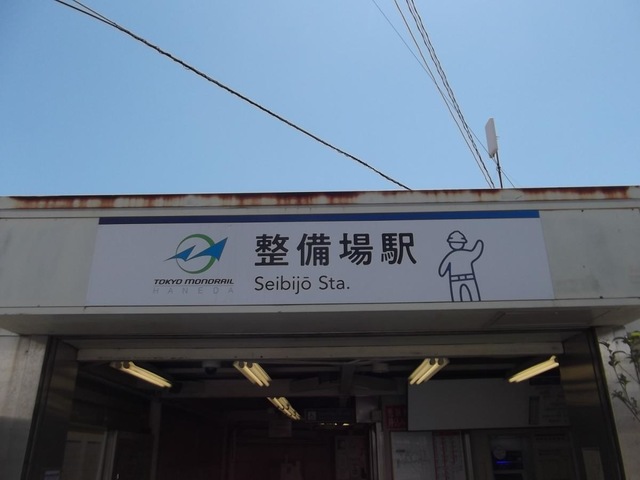 整備場駅
Seibijō Sta.
TOKYO MONORAIL
HANEDA